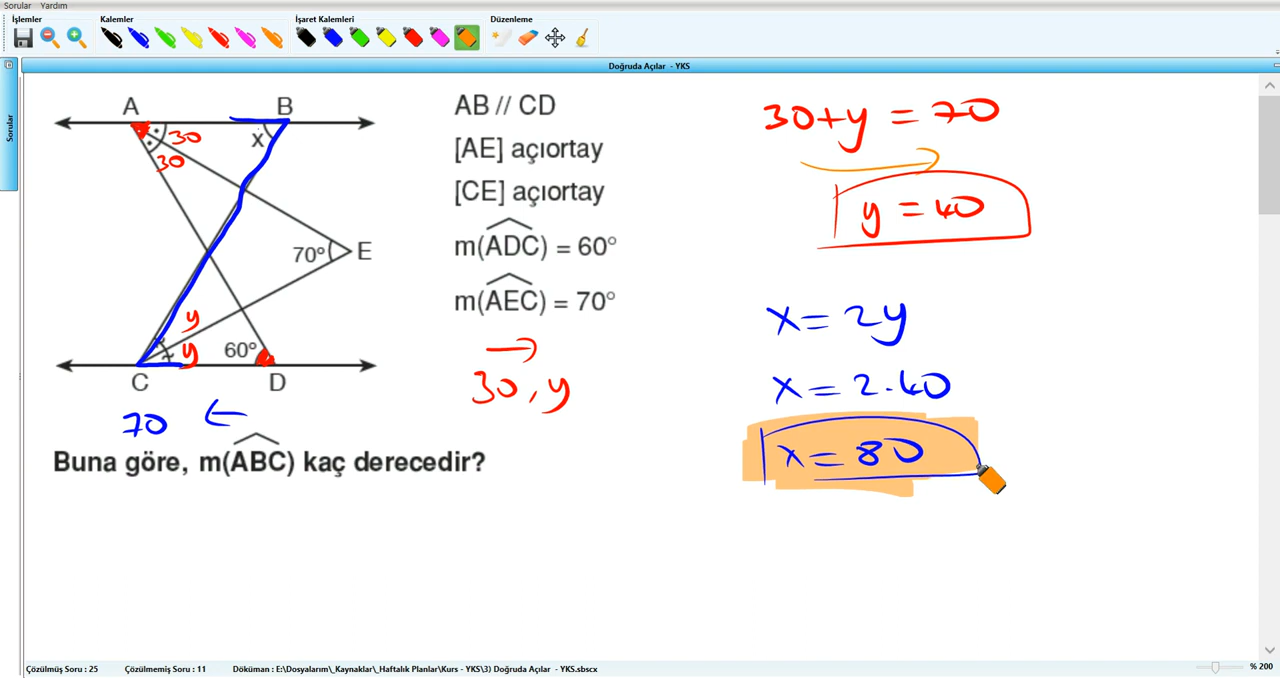 Sorular Yardım
İşlemler Kalemler İşaret Kalemleri Düzenleme
Doğruda Açılar - YKS
Sorular
A B
30
30
x
70° E
y
y
60°
C D
AB // CD
[AE] açıortay
[CE] açıortay
m(ADC) = 60°
m(AEC) = 70°
30, y
70
Buna göre, m(ABC) kaç derecedir?
30+y = 70
y = 40
x = 2y
x = 2.40
x = 80
Çözülmüş Soru : 25 Çözülmemiş Soru : 11 Döküman : E:\Dosyalarım\_Kaynaklar\_Haftalık Planlar\Kurs - YKS\3) Doğruda Açılar - YKS.sbscx % 200